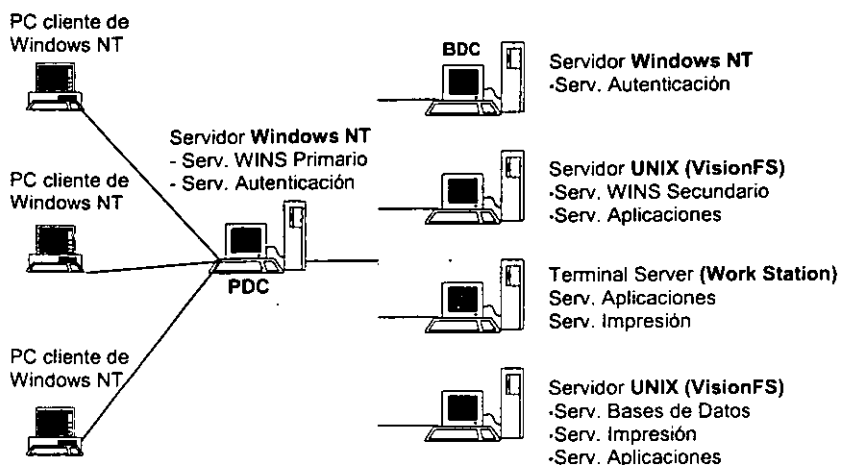 PC cliente de
Windows NT
PC cliente de
Windows NT
PC cliente de
Windows NT
Servidor Windows NT
- Serv. WINS Primario
- Serv. Autenticación
PDC
BDC
Servidor Windows NT
-Serv. Autenticación
Servidor UNIX (VisionFS)
-Serv. WINS Secundario
-Serv. Aplicaciones
Terminal Server (Work Station)
Serv. Aplicaciones
Serv. Impresión
Servidor UNIX (VisionFS)
-Serv. Bases de Datos
-Serv. Impresión
-Serv. Aplicaciones